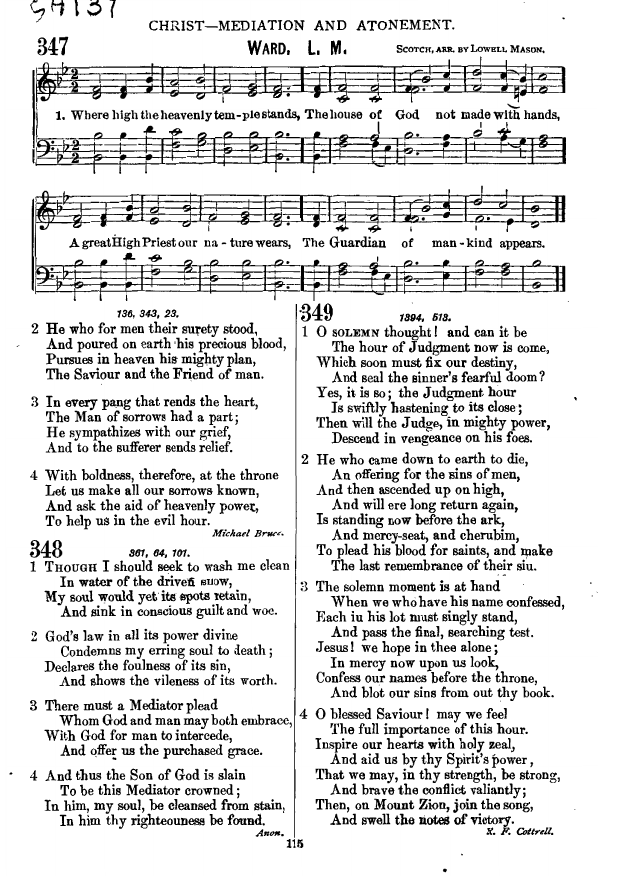 SH137
CHRIST—MEDIATION AND ATONEMENT.
347
WARD. L. M.
SCOTCH, ARR. BY LOWELL MASON.
1. Where high the heavenly tem-ple stands, The house of God not made with hands,
A great High Priest our na - ture wears, The Guardian of man - kind appears.
136, 343, 23.
2 He who for men their surety stood,
And poured on earth his precious blood,
Pursues in heaven his mighty plan,
The Saviour and the Friend of man.
3 In every pang that rends the heart,
The Man of sorrows had a part;
He sympathizes with our grief,
And to the sufferer sends relief.
4 With boldness, therefore, at the throne
Let us make all our sorrows known,
And ask the aid of heavenly power,
To help us in the evil hour.
Michael Bruce.
348
361, 64, 101.
1 THOUGH I should seek to wash me clean
In water of the driven snow,
My soul would yet its spots retain,
And sink in conscious guilt and woe.
2 God's law in all its power divine
Condemns my erring soul to death;
Declares the foulness of its sin,
And shows the vileness of its worth.
3 There must a Mediator plead
Whom God and man may both embrace,
With God for man to intercede,
And offer us the purchased grace.
4 And thus the Son of God is slain
To be this Mediator crowned;
In him, my soul, be cleansed from stain,
In him thy righteouness be found.
Anon.
349
1394, 513.
1 O SOLEMN thought! and can it be
The hour of Judgment now is come,
Which soon must fix our destiny,
And seal the sinner's fearful doom?
Yes, it is so; the Judgment hour
Is swiftly hastening to its close;
Then will the Judge, in mighty power,
Descend in vengeance on his foes.
2 He who came down to earth to die,
An offering for the sins of men,
And then ascended up on high,
And will ere long return again,
Is standing now before the ark,
And mercy-seat, and cherubim,
To plead his blood for saints, and make
The last remembrance of their sin.
3 The solemn moment is at hand
When we who have his name confessed,
Each in his lot must singly stand,
And pass the final, searching test.
Jesus! we hope in thee alone;
In mercy now upon us look,
Confess our names before the throne,
And blot our sins from out thy book.
4 O blessed Saviour! may we feel
The full importance of this hour.
Inspire our hearts with holy zeal,
And aid us by thy Spirit's power,
That we may, in thy strength, be strong,
And brave the conflict valiantly;
Then, on Mount Zion, join the song,
And swell the notes of victory.
R. F. Cottrell.
115